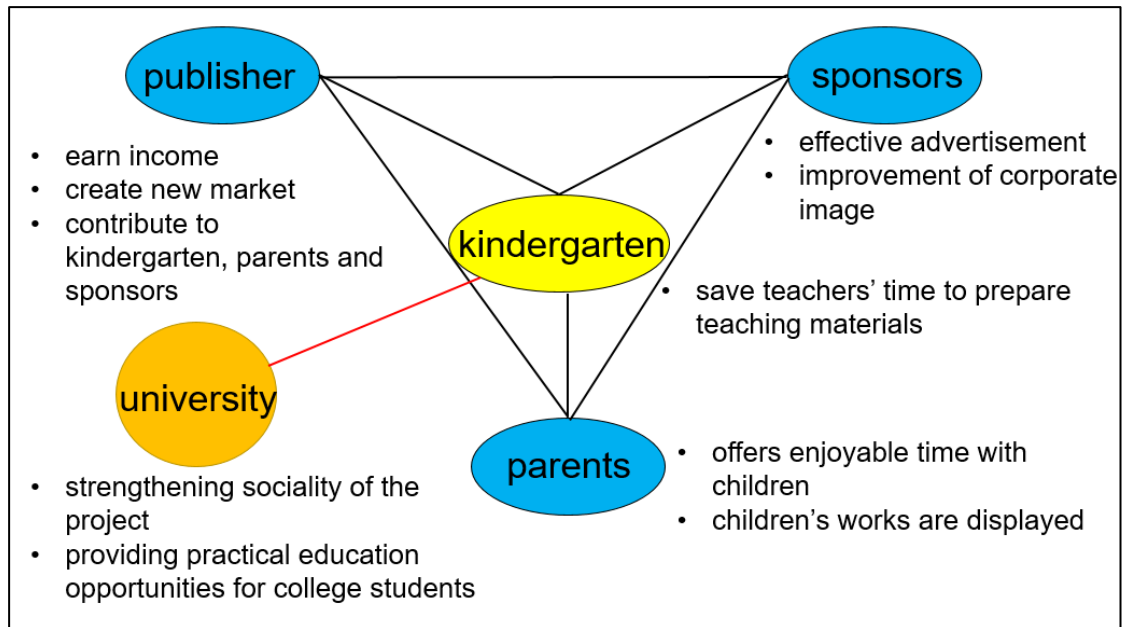 publisher
sponsors
• earn income
• create new market
• contribute to
kindergarten, parents and
sponsors
• effective advertisement
• improvement of corporate
image
kindergarten
• save teachers’ time to prepare
teaching materials
university
• strengthening sociality of the
project
• providing practical education
opportunities for college students
parents
• offers enjoyable time with
children
• children’s works are displayed